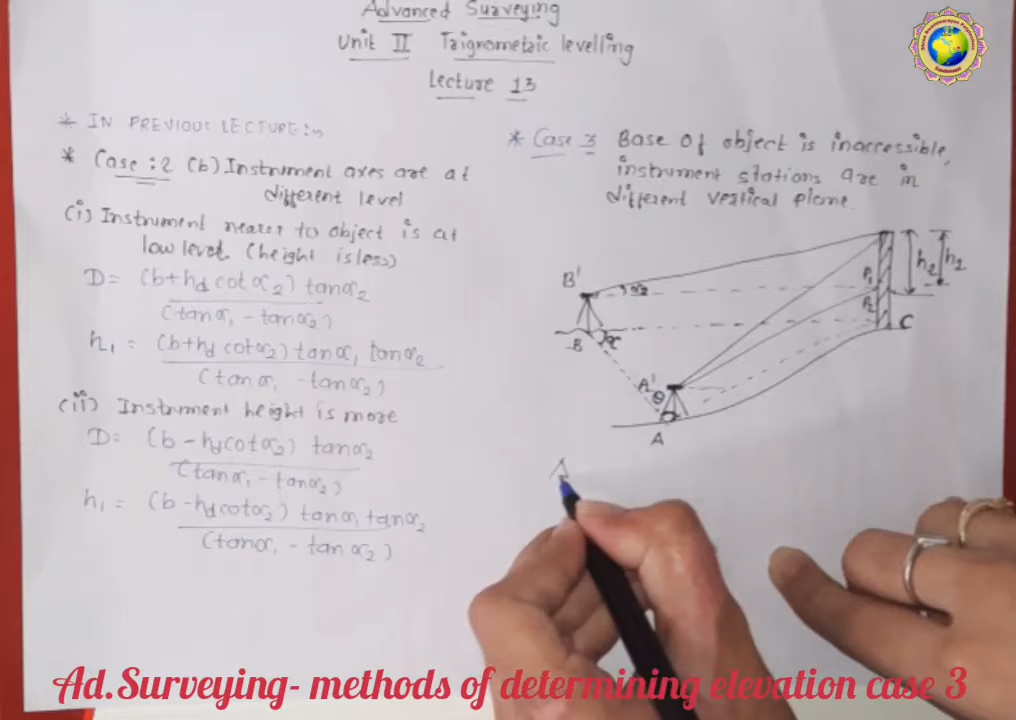 Advanced Surveying
Unit II Trignometric levelling
Lecture 13
* IN PREVIOUS LECTURE:->
* Case:2 (b) Instrument axes are at
different level
(i) Instrument nearer to object is at
low level. (height is less)
D= (b+hd cot α2) tan α2
(tan α1 - tan α2)
h1 = (b+hd cot α2) tan α1 tan α2
(tan α1 - tan α2)
(ii) Instrument height is more
D= (b - hd cot α2) tan α2
(tan α1 - tan α2)
h1 = (b - hd cot α2) tan α1 tan α2
(tan α1 - tan α2)
* Case 3 Base of object is inaccessible,
instrument stations are in
different vertical plane.
B' α2 P1 h2 h1
P2
B α C
A' θ
A
A
Ad.Surveying- methods of determining elevation case 3